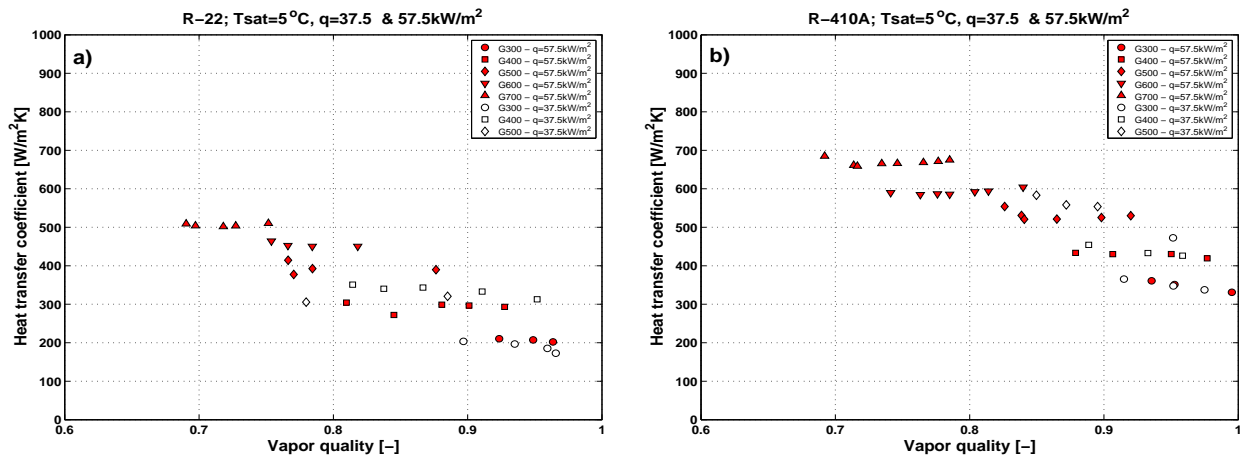 R−22; Tsat=5°C, q=37.5 & 57.5kW/m²
a)
G300 − q=57.5kW/m²
G400 − q=57.5kW/m²
G500 − q=57.5kW/m²
G600 − q=57.5kW/m²
G700 − q=57.5kW/m²
G300 − q=37.5kW/m²
G400 − q=37.5kW/m²
G500 − q=37.5kW/m²
Heat transfer coefficient [W/m²K]
1000
900
800
700
600
500
400
300
200
100
0
0.6 0.7 0.8 0.9 1
Vapor quality [−]
R−410A; Tsat=5°C, q=37.5 & 57.5kW/m²
b)
G300 − q=57.5kW/m²
G400 − q=57.5kW/m²
G500 − q=57.5kW/m²
G600 − q=57.5kW/m²
G700 − q=57.5kW/m²
G300 − q=37.5kW/m²
G400 − q=37.5kW/m²
G500 − q=37.5kW/m²
Heat transfer coefficient [W/m²K]
1000
900
800
700
600
500
400
300
200
100
0
0.6 0.7 0.8 0.9 1
Vapor quality [−]